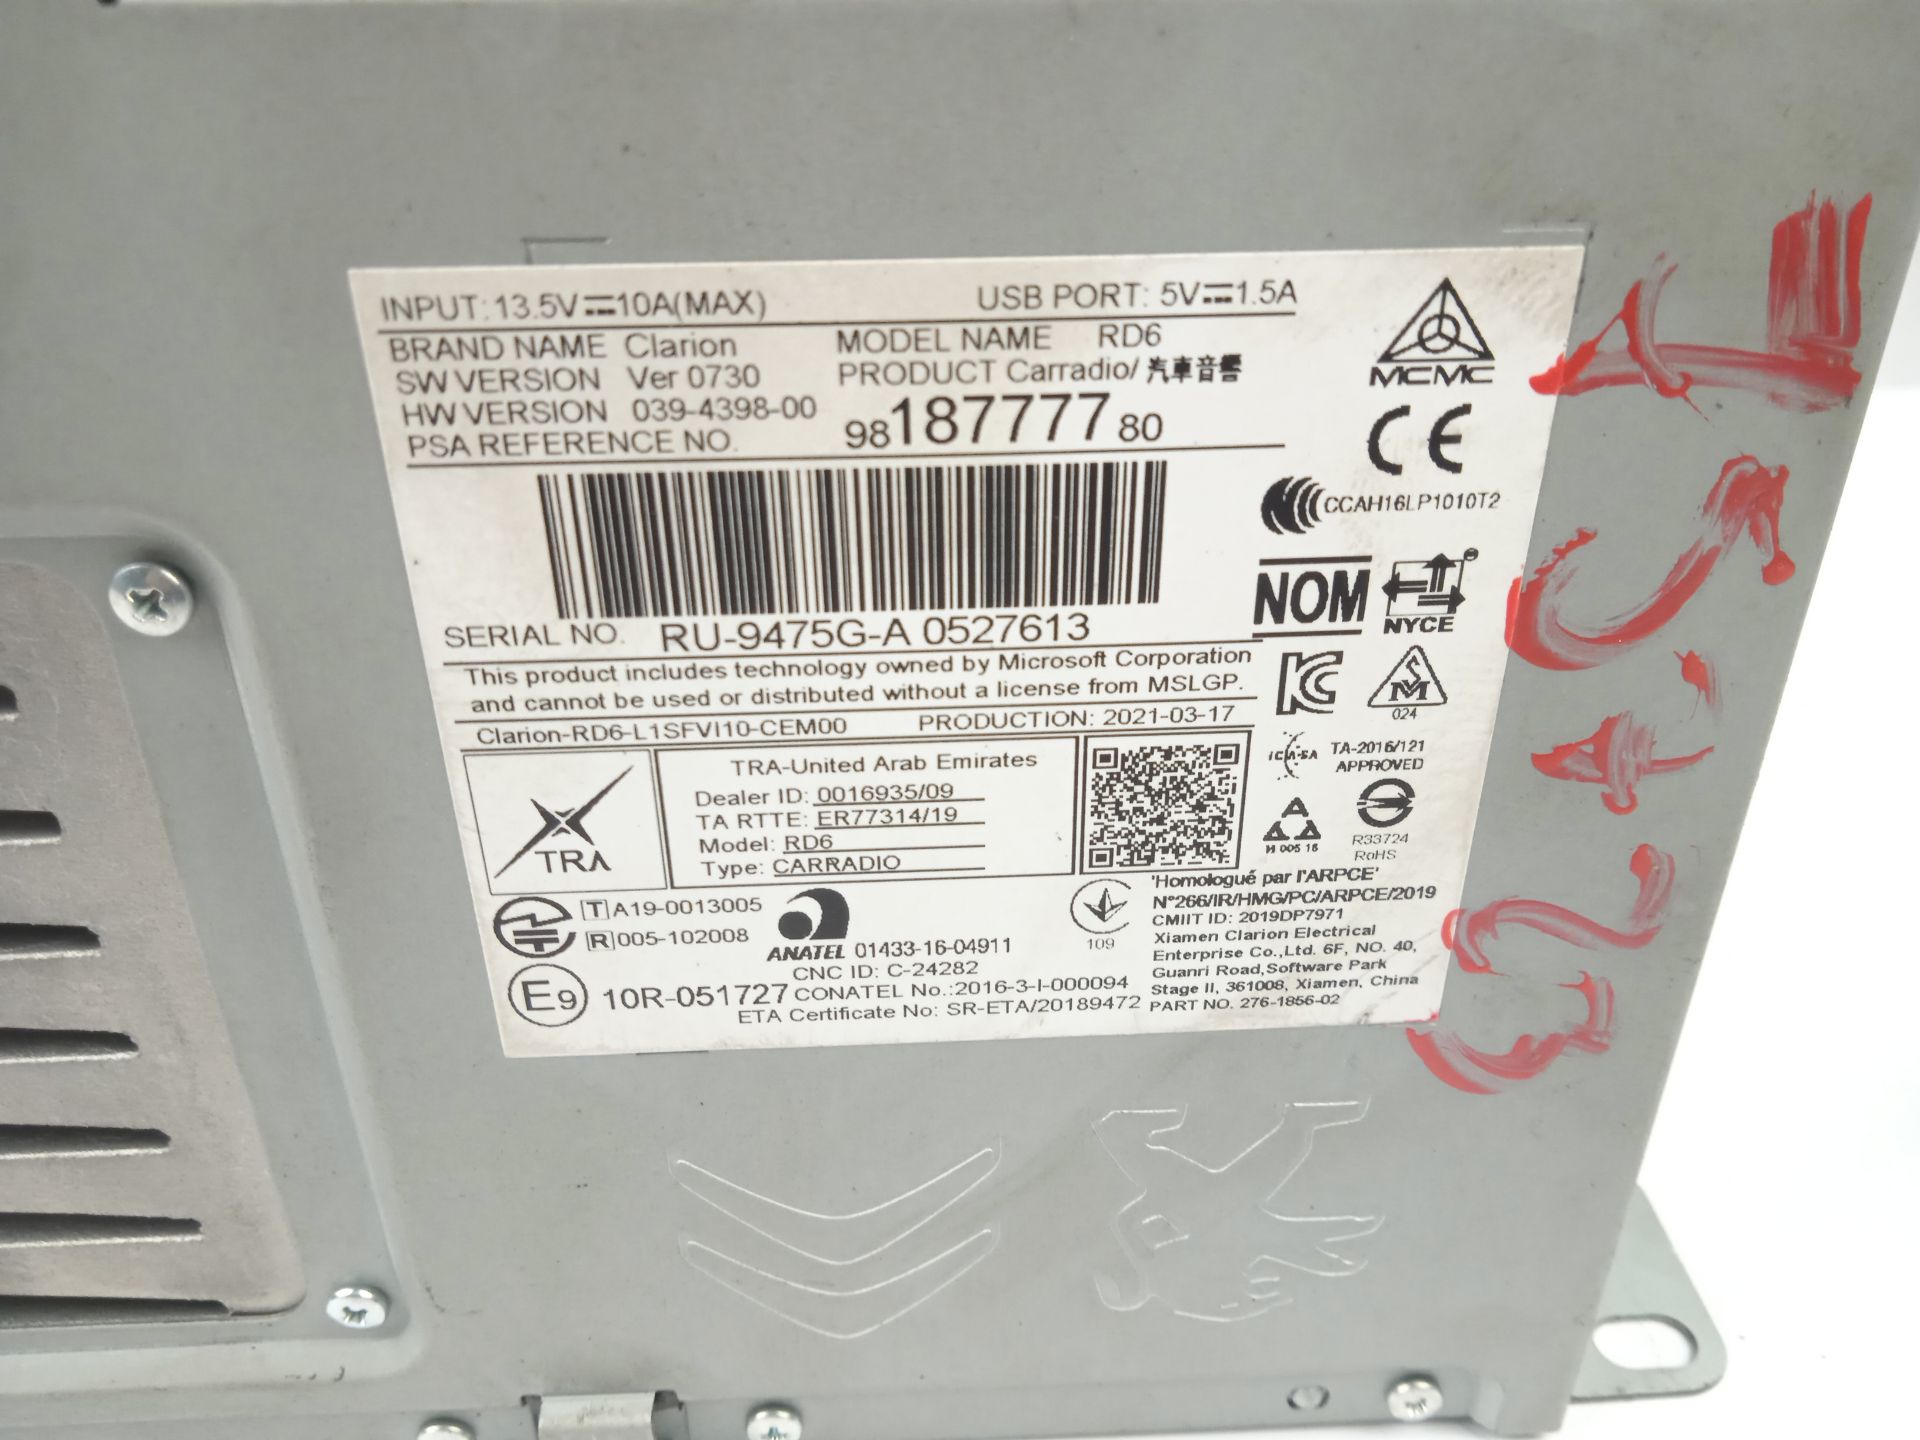 INPUT: 13.5V⎓10A(MAX) USB PORT: 5V⎓1.5A
BRAND NAME Clarion MODEL NAME RD6
SW VERSION Ver 0730 PRODUCT Carradio/汽車音響
HW VERSION 039-4398-00
PSA REFERENCE NO. 9818777780
SERIAL NO. RU-9475G-A 0527613
This product includes technology owned by Microsoft Corporation
and cannot be used or distributed without a license from MSLGP.
Clarion-RD6-L1SFVI10-CEM00 PRODUCTION: 2021-03-17
TRA
TRA-United Arab Emirates
Dealer ID: 0016935/09
TA RTTE: ER77314/19
Model: RD6
Type: CARRADIO
MCMC
CE
CCAH16LP1010T2
NOM NYCE
KC
SM
024
ICASA TA-2016/121
APPROVED
H 005 16
R33724
RoHS
T A19-0013005
R 005-102008
ANATEL 01433-16-04911
109
CNC ID: C-24282
E9 10R-051727 CONATEL No.:2016-3-I-000094
ETA Certificate No: SR-ETA/20189472
'Homologué par l'ARPCE'
N°266/IR/HMG/PC/ARPCE/2019
CMIIT ID: 2019DP7971
Xiamen Clarion Electrical
Enterprise Co.,Ltd. 6F, NO. 40,
Guanri Road,Software Park
Stage II, 361008, Xiamen, China
PART NO. 276-1856-02